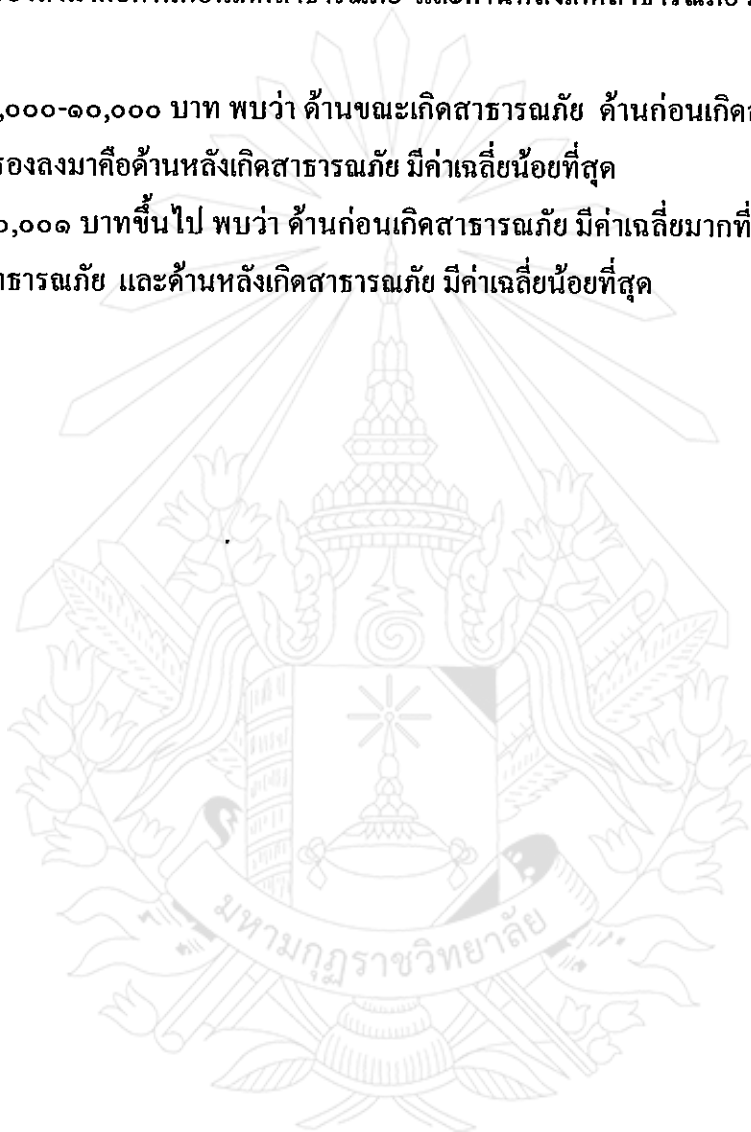 ,๐๐๐-๑๐,๐๐๐ บาท พบว่า ด้านขณะเกิดสาธารณภัย ด้านก่อนเกิด
รองลงมาคือด้านหลังเกิดสาธารณภัย มีค่าเฉลี่ยน้อยที่สุด
๐,๐๐๑ บาทขึ้นไป พบว่า ด้านก่อนเกิดสาธารณภัย มีค่าเฉลี่ยมากที่
าธารณภัย และด้านหลังเกิดสาธารณภัย มีค่าเฉลี่ยน้อยที่สุด
มหามกุฏราชวิทยาลัย